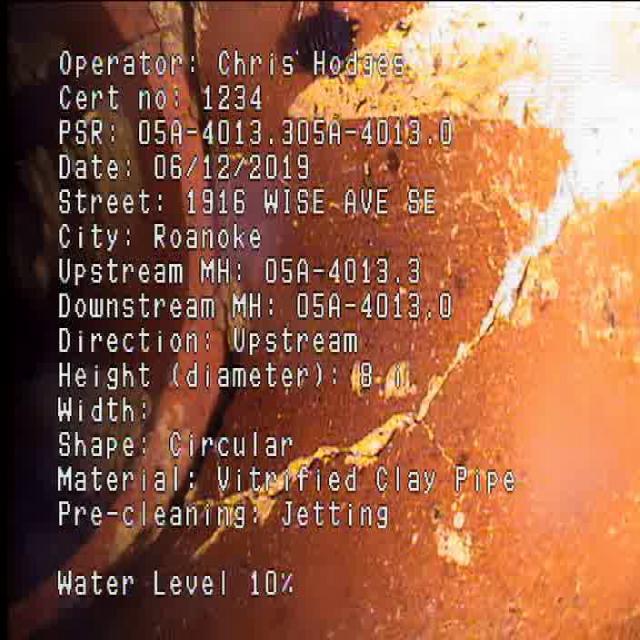 Operator: Chris Hodges
Cert no: 1234
PSR: 05A-4013.305A-4013.0
Date: 06/12/2019
Street: 1916 WISE AVE SE
City: Roanoke
Upstream MH: 05A-4013.3
Downstream MH: 05A-4013.0
Direction: Upstream
Height (diameter): 8
Width:
Shape: Circular
Material: Vitrified Clay Pipe
Pre-cleaning: Jetting
Water Level 10%